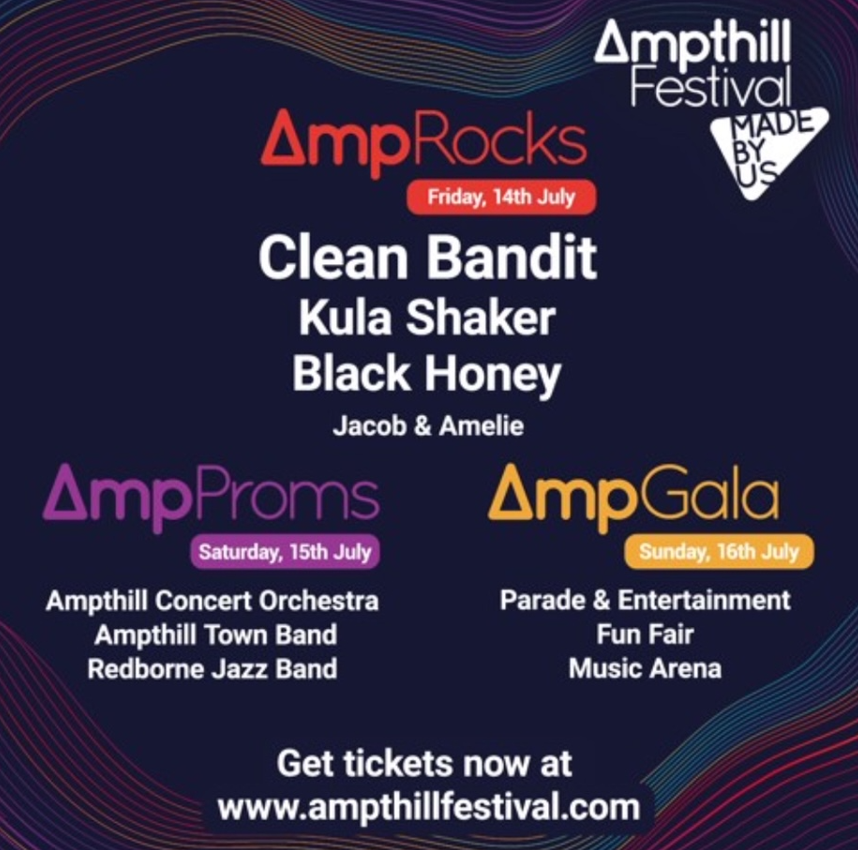 Ampthill
Festival
MADE
BY
US
AmpRocks
Friday, 14th July
Clean Bandit
Kula Shaker
Black Honey
Jacob & Amelie
AmpProms
Saturday, 15th July
Ampthill Concert Orchestra
Ampthill Town Band
Redborne Jazz Band
AmpGala
Sunday, 16th July
Parade & Entertainment
Fun Fair
Music Arena
Get tickets now at
www.ampthillfestival.com